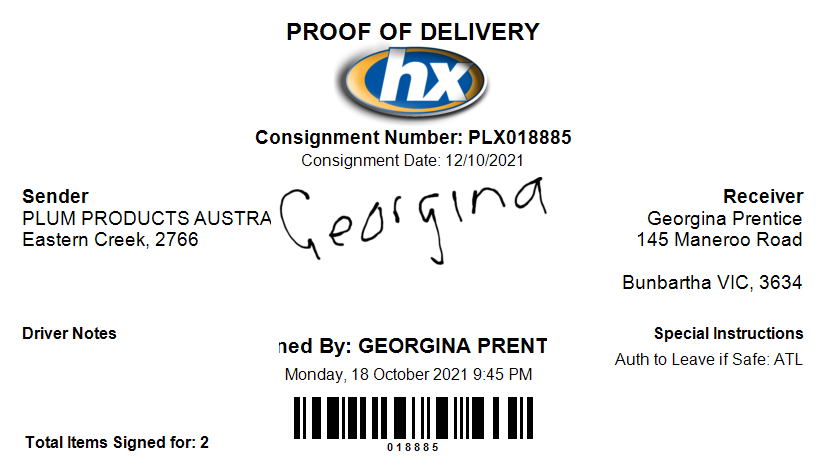 PROOF OF DELIVERY
hx
Consignment Number: PLX018885
Consignment Date: 12/10/2021
Sender
PLUM PRODUCTS AUSTRA
Eastern Creek, 2766
Georgina
Receiver
Georgina Prentice
145 Maneroo Road
Bunbartha VIC, 3634
Driver Notes
ned By: GEORGINA PRENT
Monday, 18 October 2021 9:45 PM
Special Instructions
Auth to Leave if Safe: ATL
018885
Total Items Signed for: 2